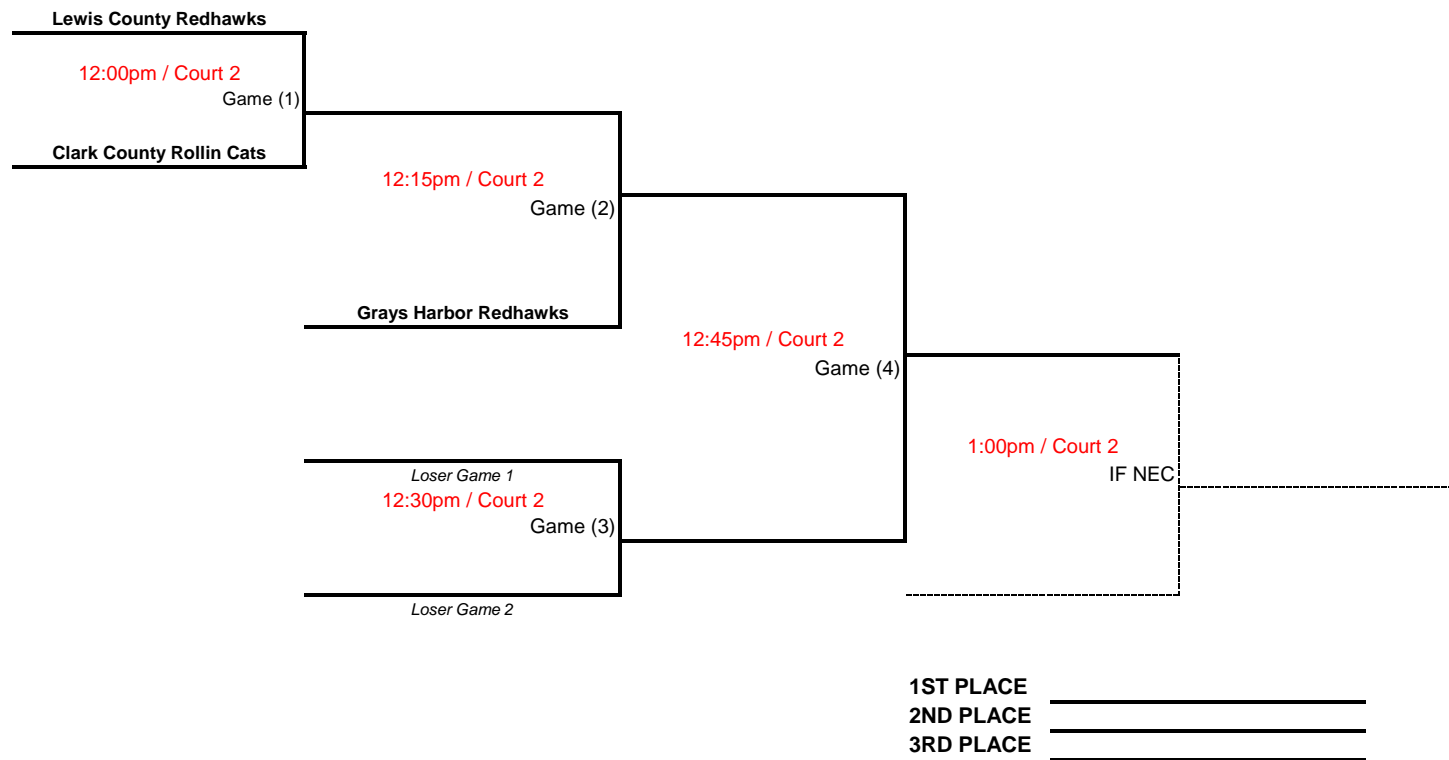 Lewis County Redhawks
12:00pm / Court 2
Game (1)
Clark County Rollin Cats
12:15pm / Court 2
Game (2)
Grays Harbor Redhawks
12:45pm / Court 2
Game (4)
1:00pm / Court 2
IF NEC
Loser Game 1
12:30pm / Court 2
Game (3)
Loser Game 2
1ST PLACE
2ND PLACE
3RD PLACE